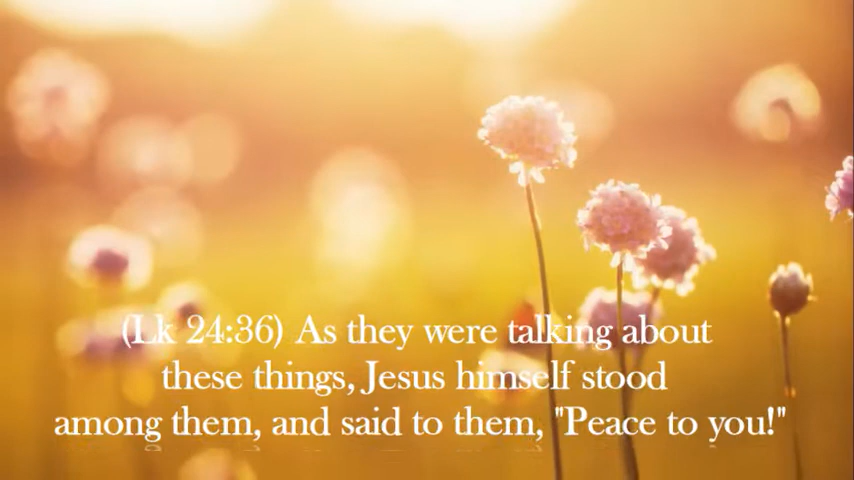 (Lk 24:36) As they were talking about
these things, Jesus himself stood
among them, and said to them, "Peace to you!"